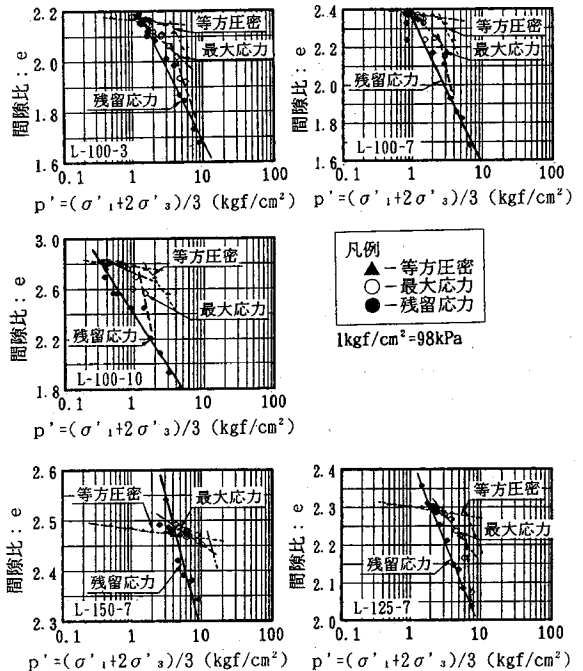 2.2
2.0
1.8
1.6
間隙比:e
等方圧密
最大応力
残留応力
L-100-3
0.1 1 10 100
p'=(σ'₁+2σ'₃)/3 (kgf/cm²)
2.4
2.2
2.0
1.8
1.6
間隙比:e
等方圧密
最大応力
残留応力
L-100-7
0.1 1 10 100
p'=(σ'₁+2σ'₃)/3 (kgf/cm²)
3.0
2.6
2.2
1.8
間隙比:e
等方圧密
最大応力
残留応力
L-100-10
0.1 1 10 100
p'=(σ'₁+2σ'₃)/3 (kgf/cm²)
凡例
▲-等方圧密
○-最大応力
●-残留応力
1kgf/cm²=98kPa
2.6
2.5
2.4
2.3
間隙比:e
等方圧密
最大応力
残留応力
L-150-7
0.1 1 10 100
p'=(σ'₁+2σ'₃)/3 (kgf/cm²)
2.4
2.3
2.2
2.1
2.0
間隙比:e
等方圧密
最大応力
残留応力
L-125-7
0.1 1 10 100
p'=(σ'₁+2σ'₃)/3 (kgf/cm²)